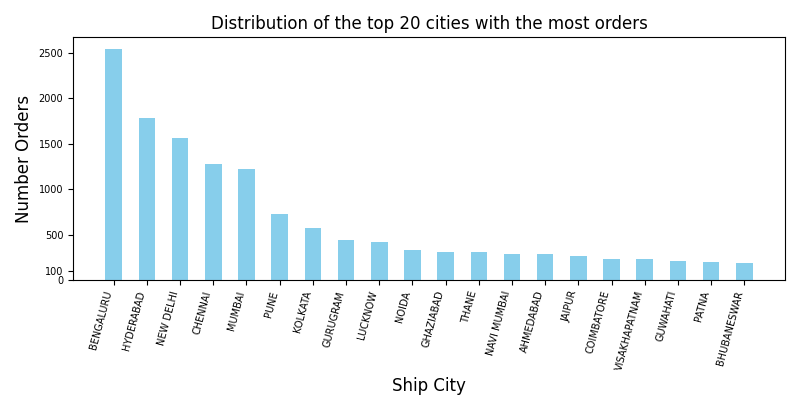 Distribution of the top 20 cities with the most orders
Number Orders
2500
2000
1500
1000
500
100
0
BENGALURU
HYDERABAD
NEW DELHI
CHENNAI
MUMBAI
PUNE
KOLKATA
GURUGRAM
LUCKNOW
NOIDA
GHAZIABAD
THANE
NAVI MUMBAI
AHMEDABAD
JAIPUR
COIMBATORE
VISAKHAPATNAM
GUWAHATI
PATNA
BHUBANESWAR
Ship City